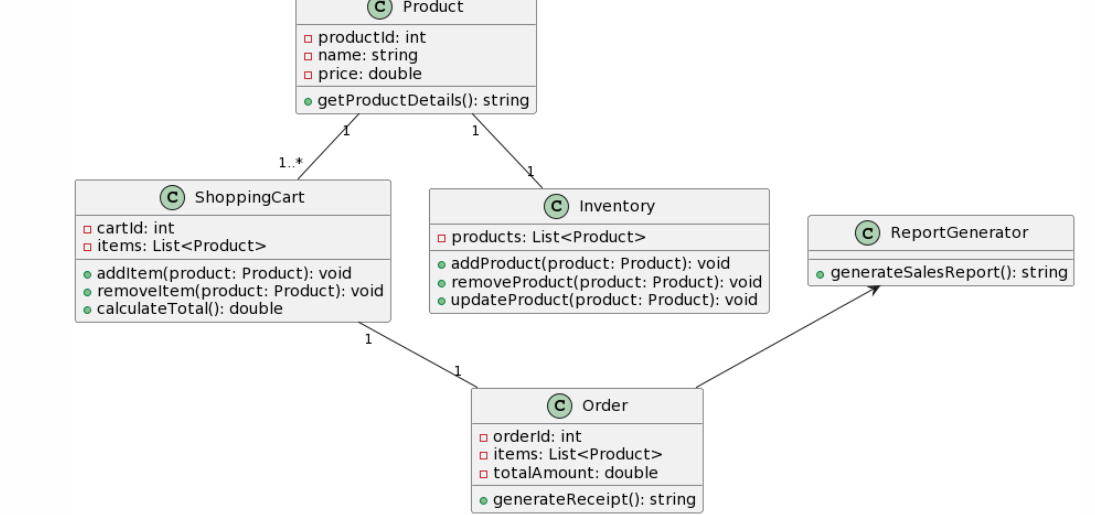 C Product
productId: int
name: string
price: double
getProductDetails(): string
1
1
1..*
1
C ShoppingCart
cartId: int
items: List<Product>
addItem(product: Product): void
removeItem(product: Product): void
calculateTotal(): double
C Inventory
products: List<Product>
addProduct(product: Product): void
removeProduct(product: Product): void
updateProduct(product: Product): void
C ReportGenerator
generateSalesReport(): string
1
1
C Order
orderId: int
items: List<Product>
totalAmount: double
generateReceipt(): string